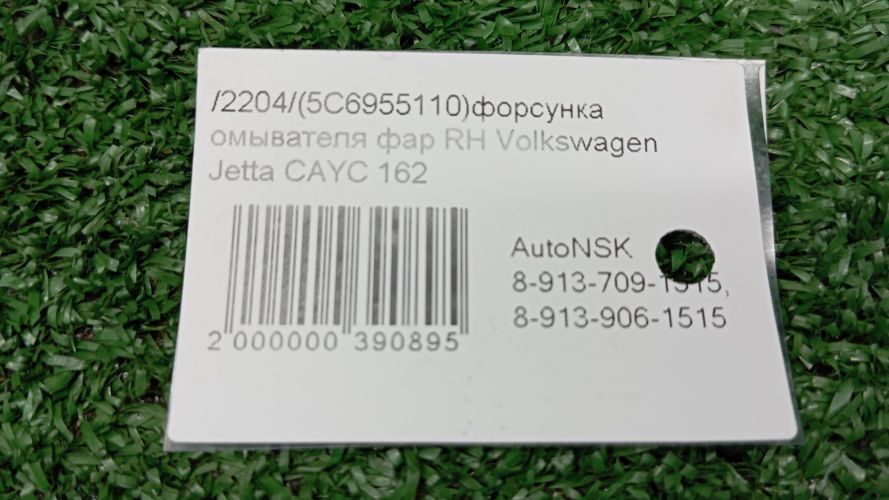 /2204/(5C6955110)форсунка
омывателя фар RH Volkswagen
Jetta CAYC 162
AutoNSK
8-913-709-1515,
8-913-906-1515
2 000000 390895